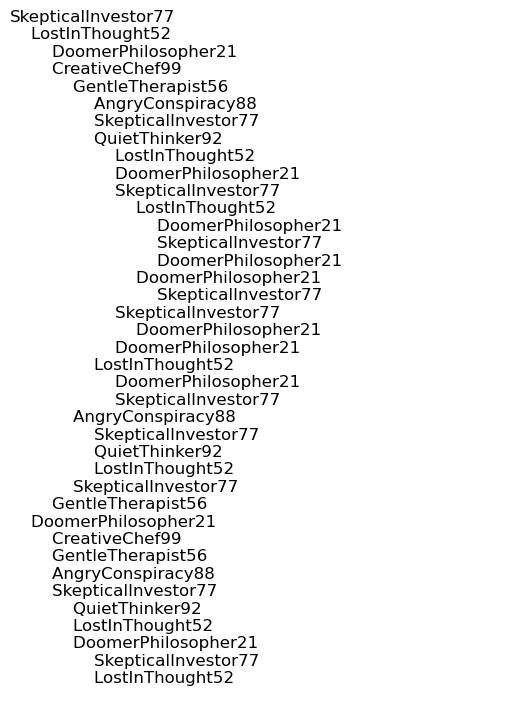 SkepticalInvestor77
LostInThought52
DoomerPhilosopher21
CreativeChef99
GentleTherapist56
AngryConspiracy88
SkepticalInvestor77
QuietThinker92
LostInThought52
DoomerPhilosopher21
SkepticalInvestor77
LostInThought52
DoomerPhilosopher21
SkepticalInvestor77
DoomerPhilosopher21
DoomerPhilosopher21
SkepticalInvestor77
SkepticalInvestor77
DoomerPhilosopher21
DoomerPhilosopher21
LostInThought52
DoomerPhilosopher21
SkepticalInvestor77
AngryConspiracy88
SkepticalInvestor77
QuietThinker92
LostInThought52
SkepticalInvestor77
GentleTherapist56
DoomerPhilosopher21
CreativeChef99
GentleTherapist56
AngryConspiracy88
SkepticalInvestor77
QuietThinker92
LostInThought52
DoomerPhilosopher21
SkepticalInvestor77
LostInThought52